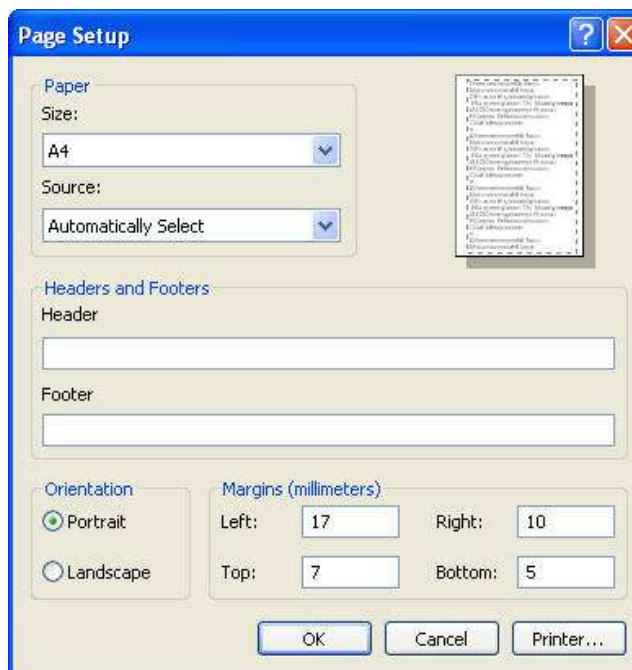 Page Setup
Paper
Size:
A4
Source:
Automatically Select
Headers and Footers
Header
Footer
Orientation
Portrait
Landscape
Margins (millimeters)
Left: 17 Right: 10
Top: 7 Bottom: 5
OK Cancel Printer...